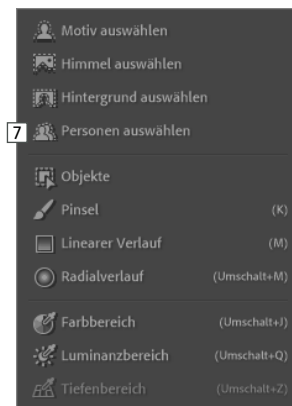 Motiv auswählen
Himmel auswählen
Hintergrund auswählen
7 Personen auswählen
Objekte
Pinsel (K)
Linearer Verlauf (M)
Radialverlauf (Umschalt+M)
Farbbereich (Umschalt+J)
Luminanzbereich (Umschalt+Q)
Tiefenbereich (Umschalt+Z)